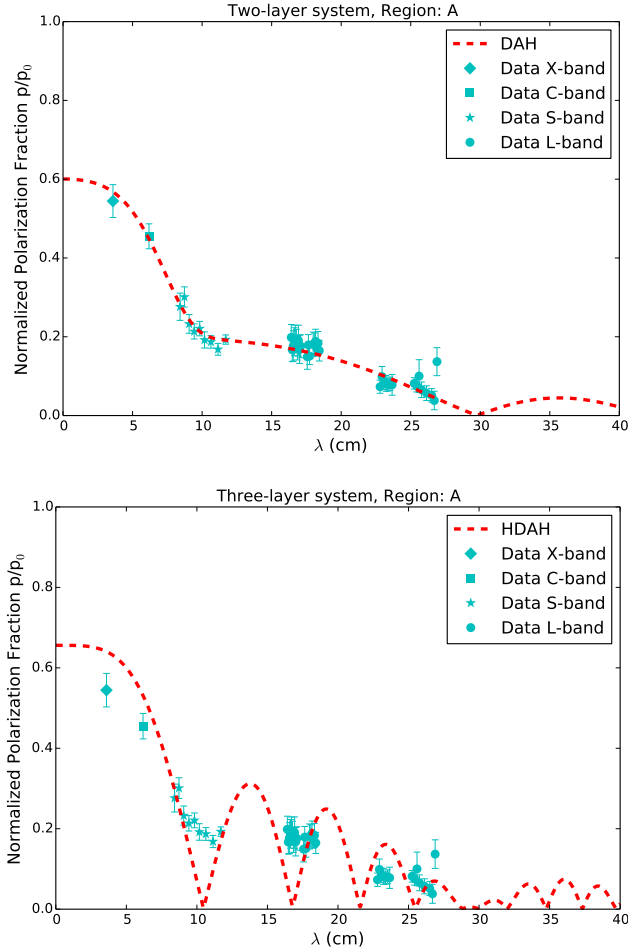 Two-layer system, Region: A
1.0
0.8
0.6
0.4
0.2
0.0
Normalized Polarization Fraction p/p₀
DAH
Data X-band
Data C-band
Data S-band
Data L-band
0 5 10 15 20 25 30 35 40
λ (cm)
Three-layer system, Region: A
1.0
0.8
0.6
0.4
0.2
0.0
Normalized Polarization Fraction p/p₀
HDAH
Data X-band
Data C-band
Data S-band
Data L-band
0 5 10 15 20 25 30 35 40
λ (cm)